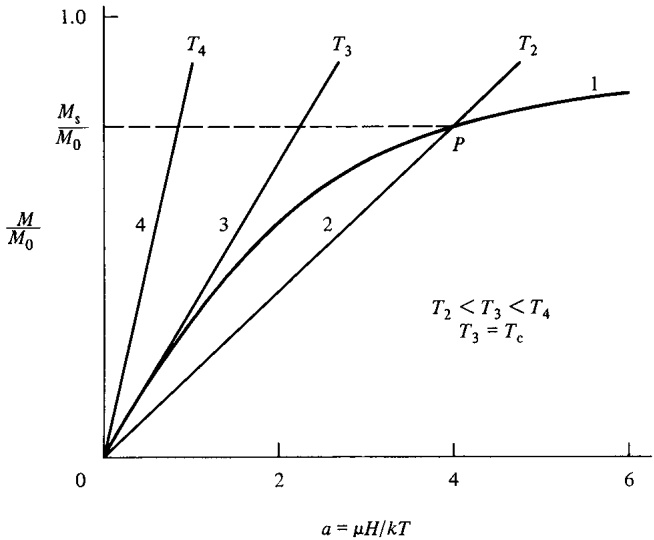 1.0
T₄
T₃
T₂
1
Mₛ
M₀
P
4
3
2
M
M₀
T₂ < T₃ < T₄
T₃ = T_c
0
2
4
6
a = μH/kT